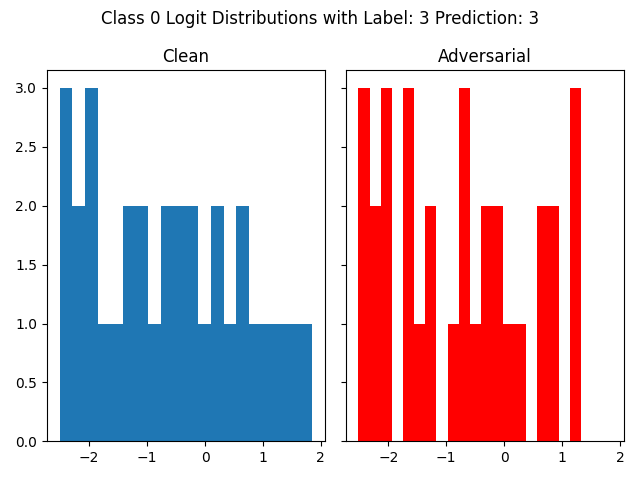 Class 0 Logit Distributions with Label: 3 Prediction: 3
Clean
Adversarial
3.0
2.5
2.0
1.5
1.0
0.5
0.0
−2 −1 0 1 2
−2 −1 0 1 2